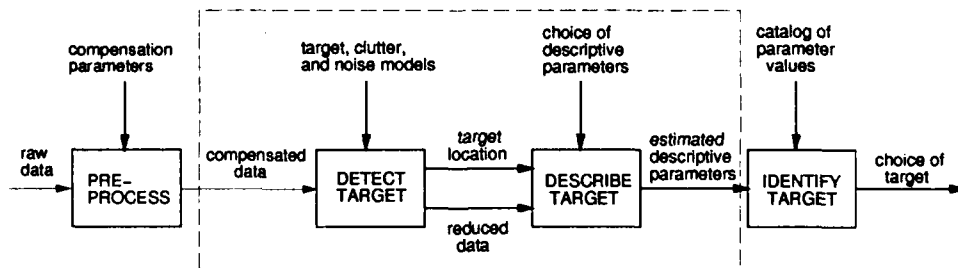 compensation
parameters
target, clutter,
and noise models
choice of
descriptive
parameters
catalog of
parameter
values
raw
data
PRE-
PROCESS
compensated
data
DETECT
TARGET
target
location
reduced
data
DESCRIBE
TARGET
estimated
descriptive
parameters
IDENTIFY
TARGET
choice of
target